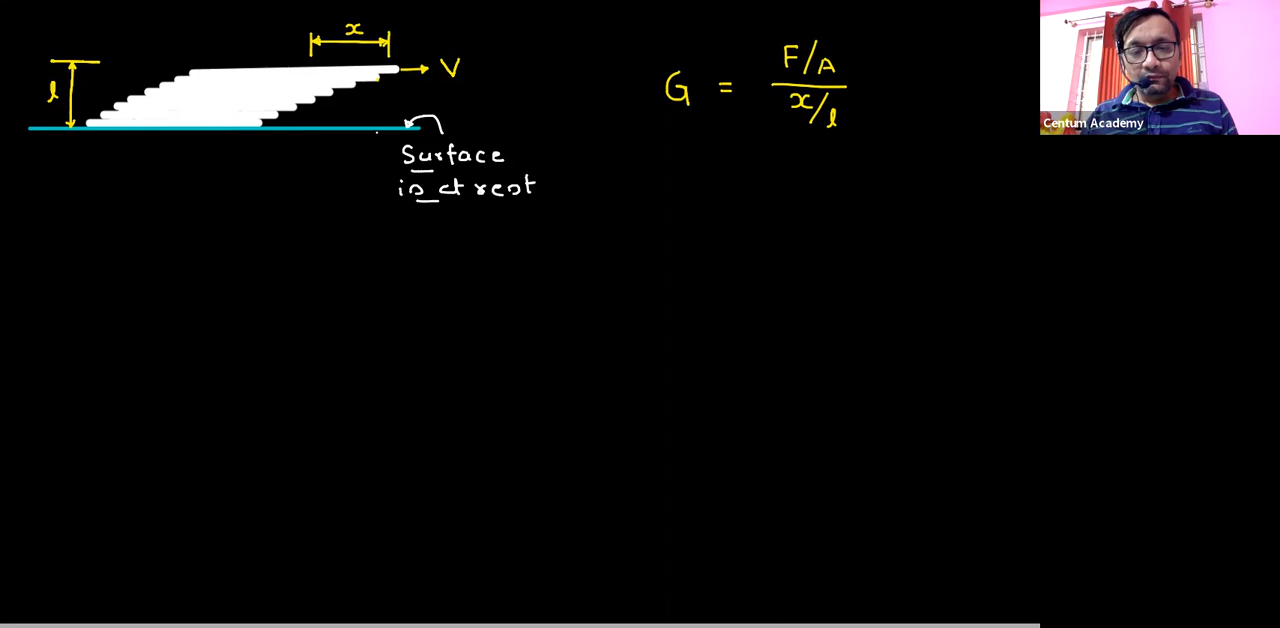 x
l
V
G = F/A
x/l
Surface
is at rest
Centum Academy